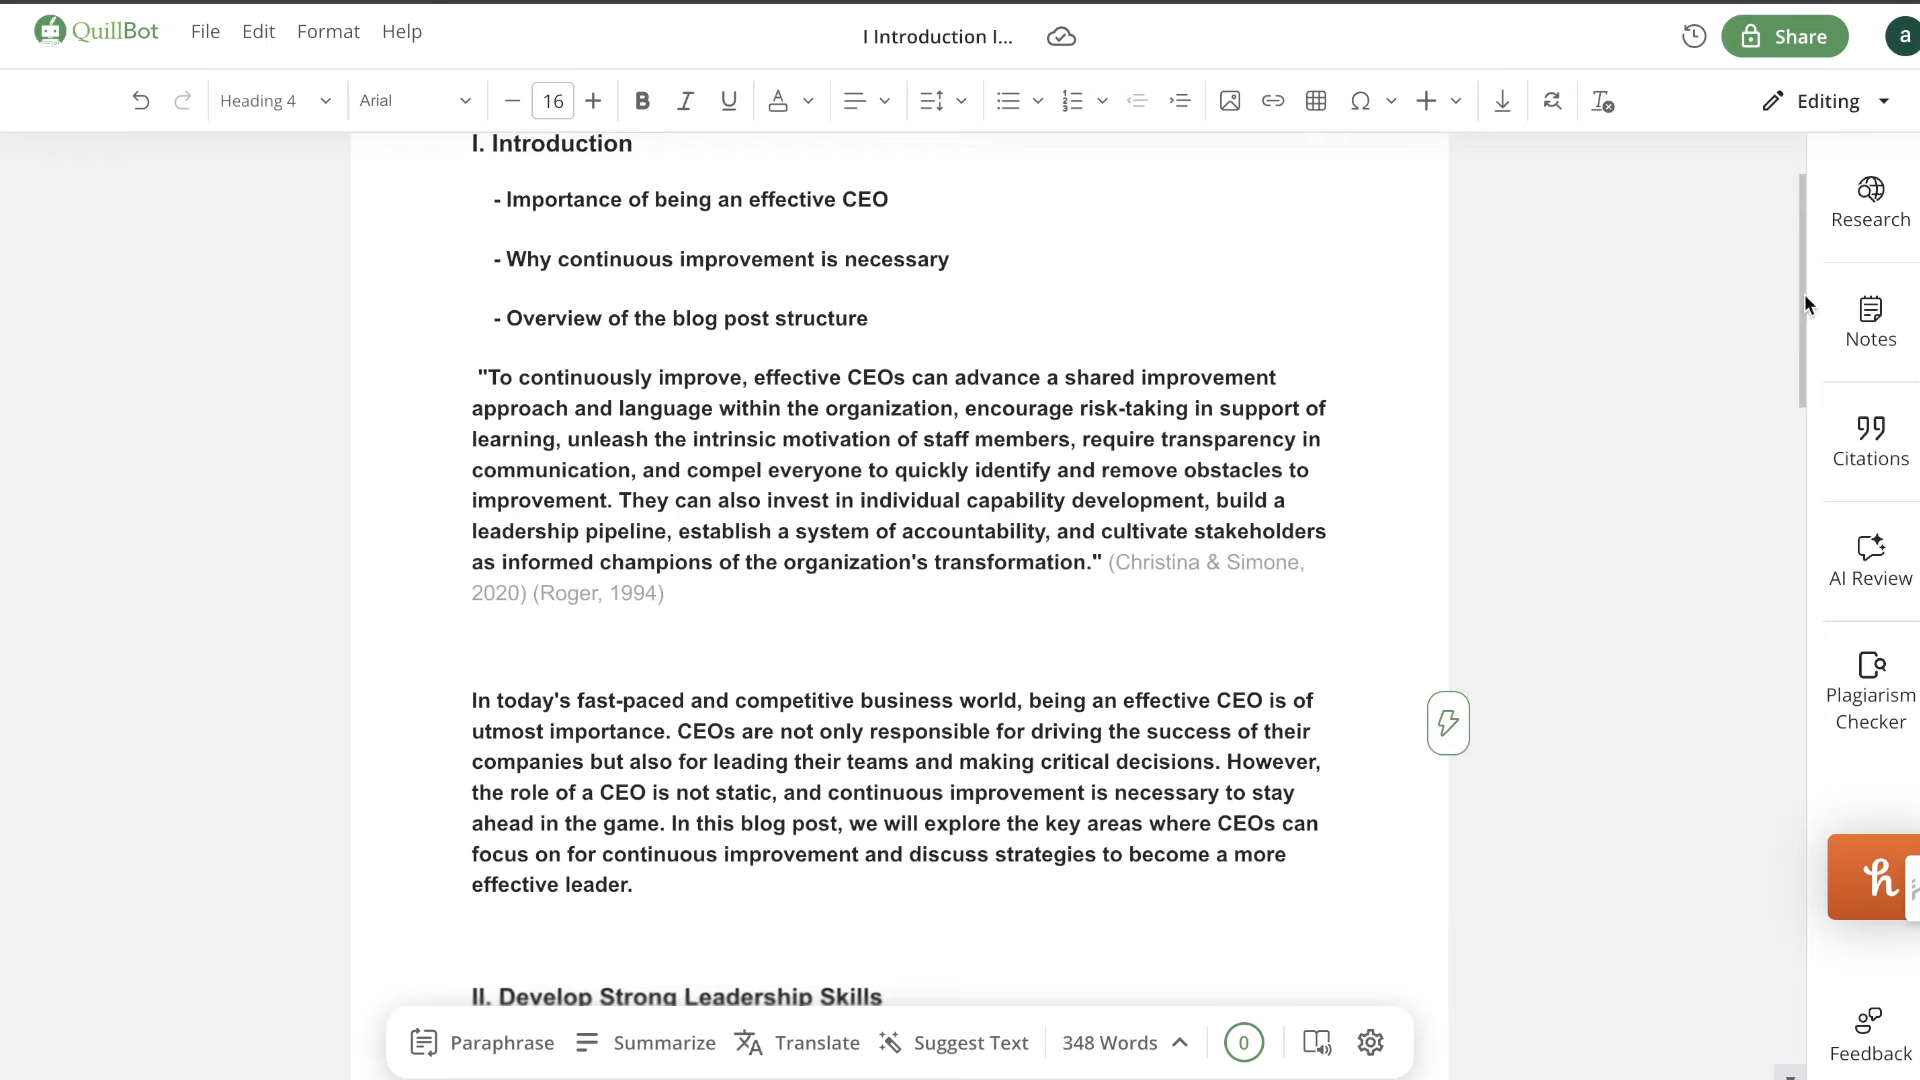 QuillBot File Edit Format Help I Introduction I... Share a
Heading 4 Arial 16 B I U A Editing
I. Introduction
- Importance of being an effective CEO
- Why continuous improvement is necessary
- Overview of the blog post structure
"To continuously improve, effective CEOs can advance a shared improvement
approach and language within the organization, encourage risk-taking in support of
learning, unleash the intrinsic motivation of staff members, require transparency in
communication, and compel everyone to quickly identify and remove obstacles to
improvement. They can also invest in individual capability development, build a
leadership pipeline, establish a system of accountability, and cultivate stakeholders
as informed champions of the organization's transformation." (Christina & Simone,
2020) (Roger, 1994)
In today's fast-paced and competitive business world, being an effective CEO is of
utmost importance. CEOs are not only responsible for driving the success of their
companies but also for leading their teams and making critical decisions. However,
the role of a CEO is not static, and continuous improvement is necessary to stay
ahead in the game. In this blog post, we will explore the key areas where CEOs can
focus on for continuous improvement and discuss strategies to become a more
effective leader.
II. Develop Strong Leadership Skills
Paraphrase Summarize Translate Suggest Text 348 Words 0
Research
Notes
Citations
AI Review
Plagiarism
Checker
h
Feedback